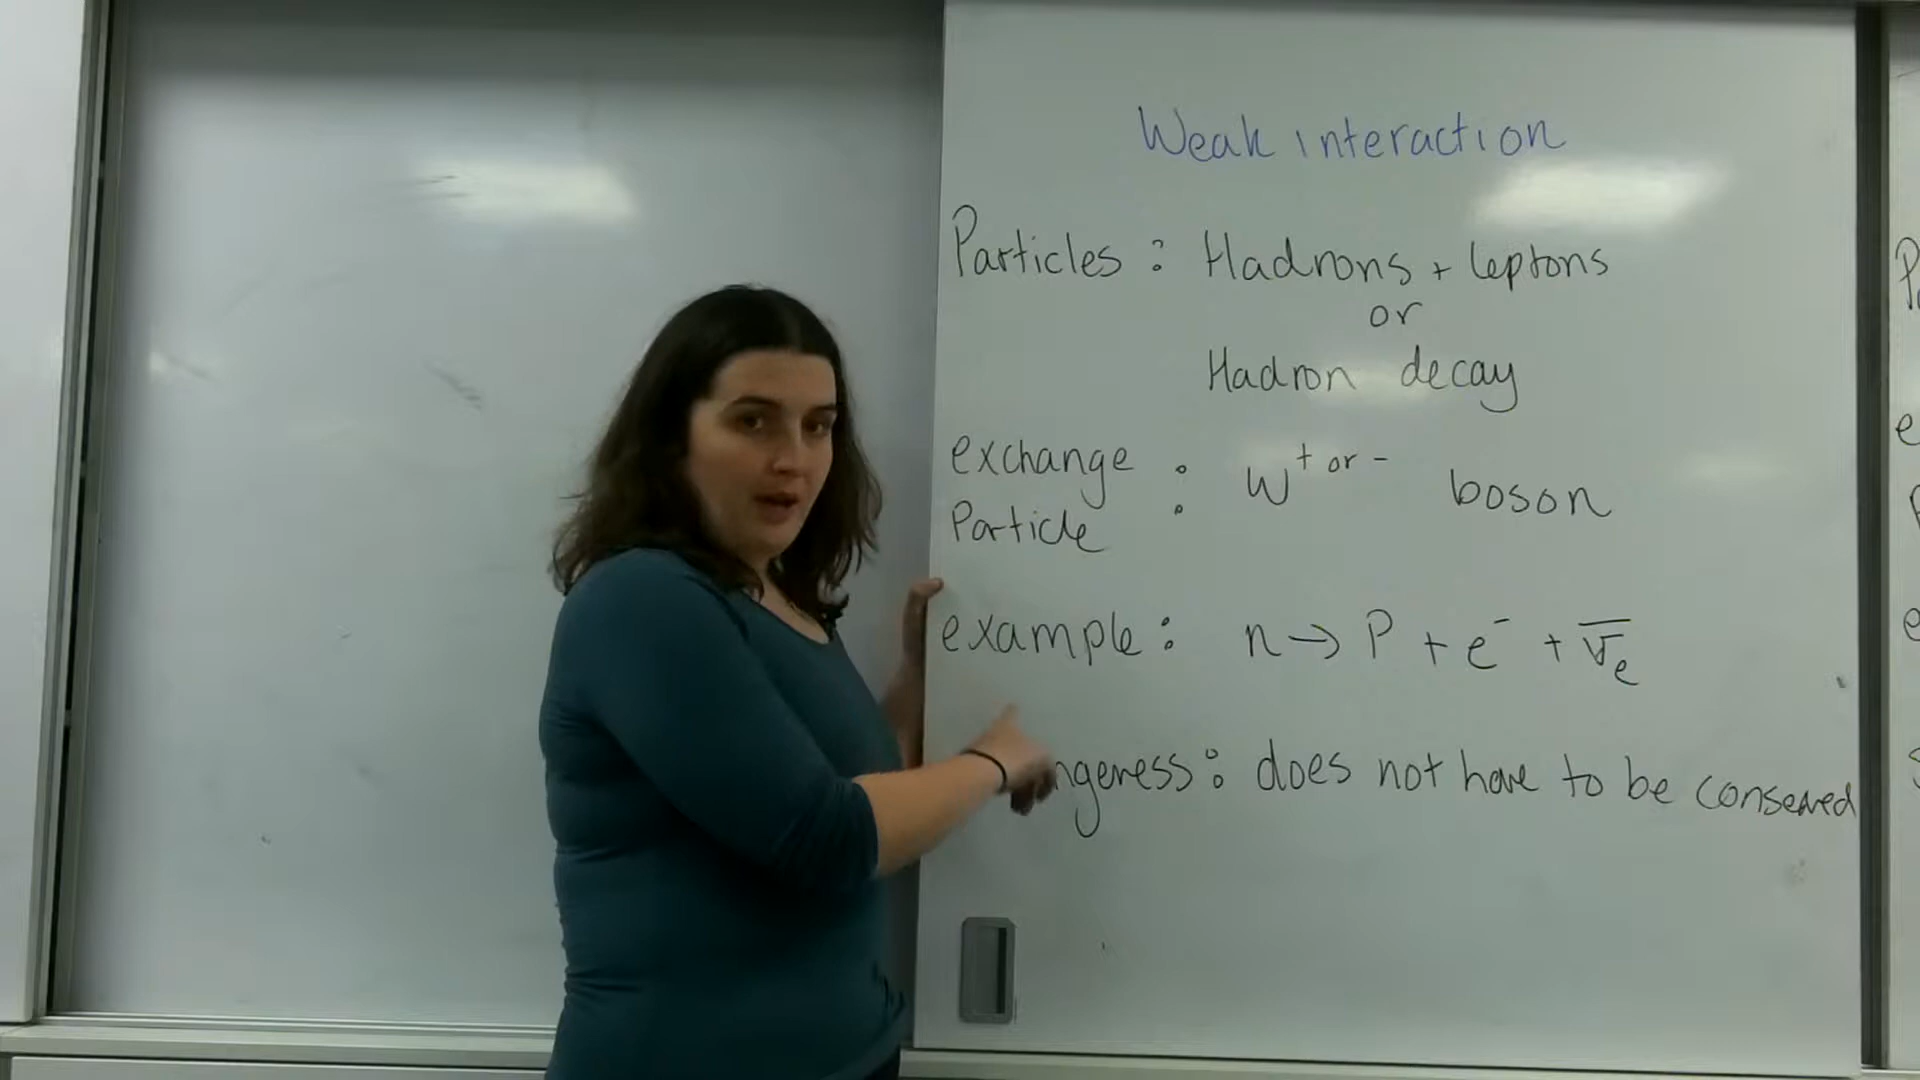 Weak interaction
Particles : Hadrons + leptons
or
Hadron decay
exchange
Particle : W⁺ ᵒʳ ⁻ boson
example : n → P + e⁻ + ν̅ₑ
ngeness : does not have to be conserved